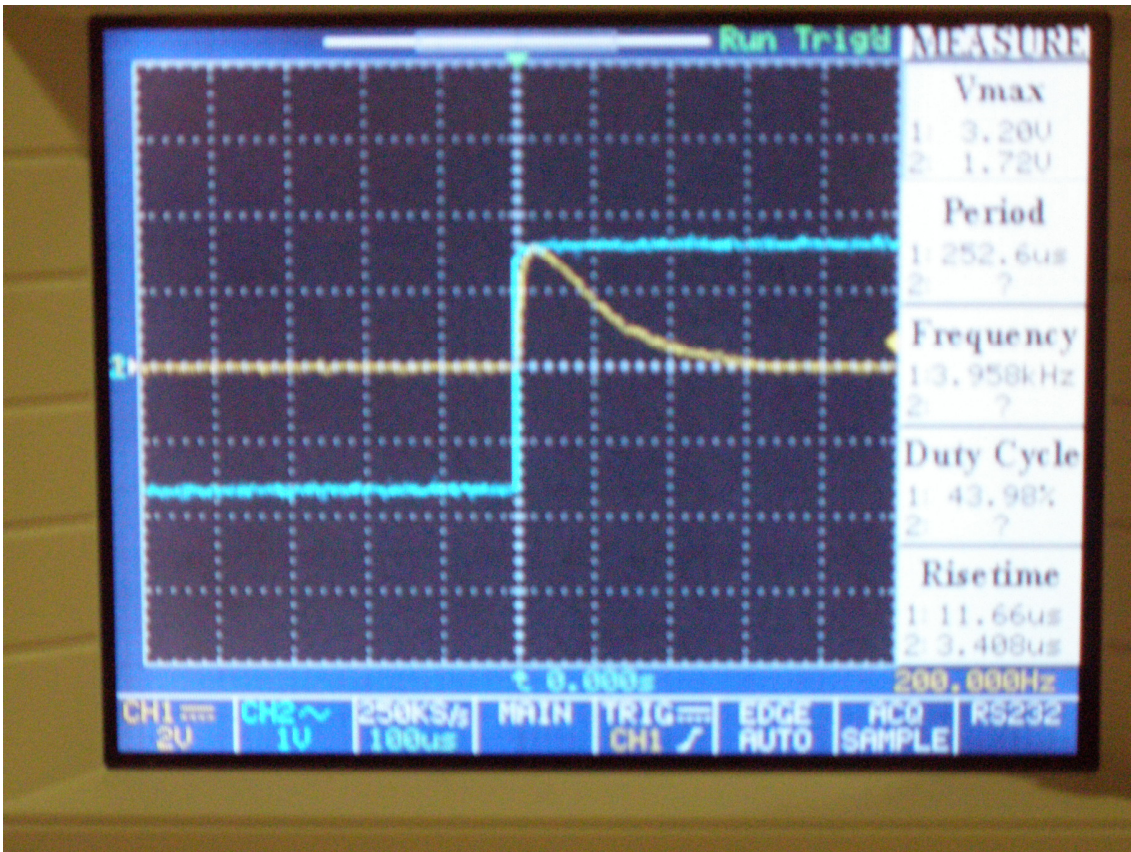 Run Trig'd MEASURE
Vmax
1: 3.20V
2: 1.72V
Period
1:252.6us
2: ?
Frequency
1:3.958kHz
2: ?
Duty Cycle
1: 43.98%
2: ?
Risetime
1:11.66us
2:3.408us
0.000s 200.000Hz
CH1 CH2 250KS/s MAIN TRIG EDGE ACQ RS232
2V 1V 100us CH1 AUTO SAMPLE